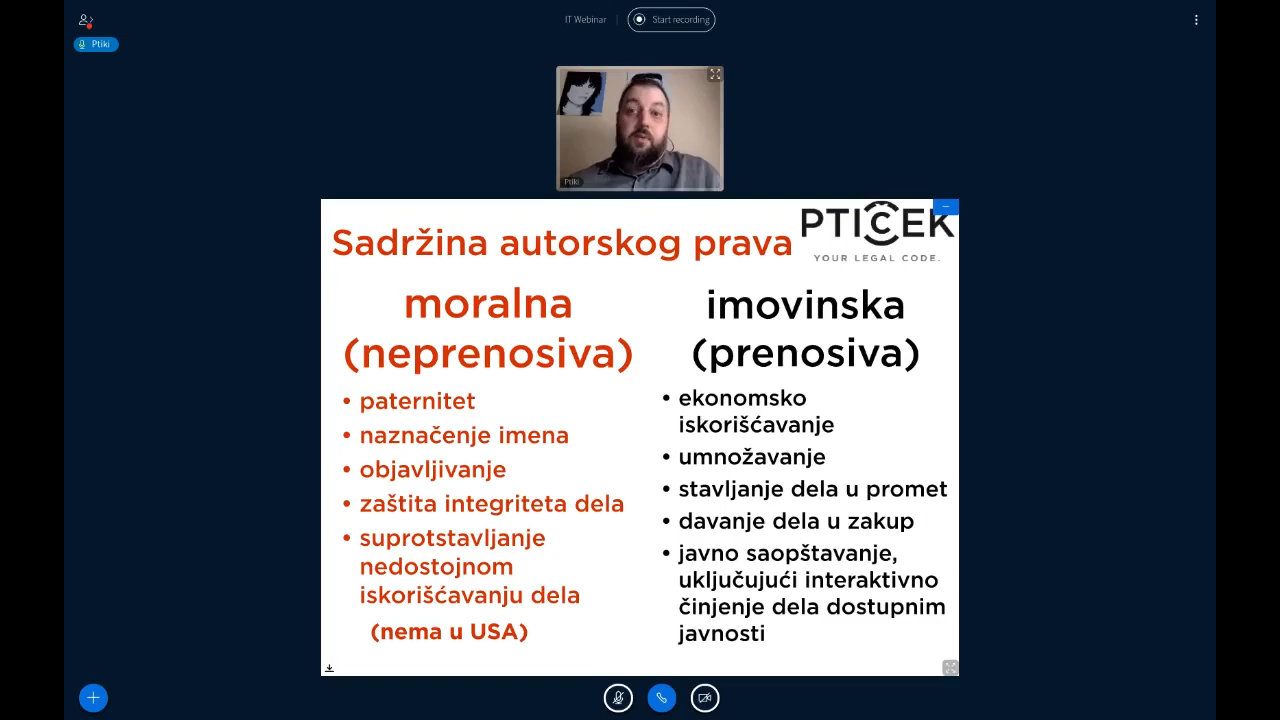 IT Webinar
Start recording
Ptiki
Ptiki
PTIČEK
YOUR LEGAL CODE.
Sadržina autorskog prava
moralna
(neprenosiva)
• paternitet
• naznačenje imena
• objavljivanje
• zaštita integriteta dela
• suprotstavljanje
nedostojnom
iskorišćavanju dela
(nema u USA)
imovinska
(prenosiva)
• ekonomsko
iskorišćavanje
• umnožavanje
• stavljanje dela u promet
• davanje dela u zakup
• javno saopštavanje,
uključujući interaktivno
činjenje dela dostupnim
javnosti